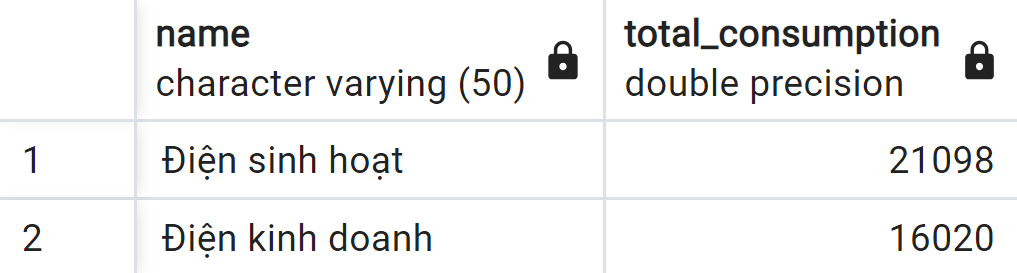 name total_consumption
character varying (50) double precision
1 Điện sinh hoạt 21098
2 Điện kinh doanh 16020